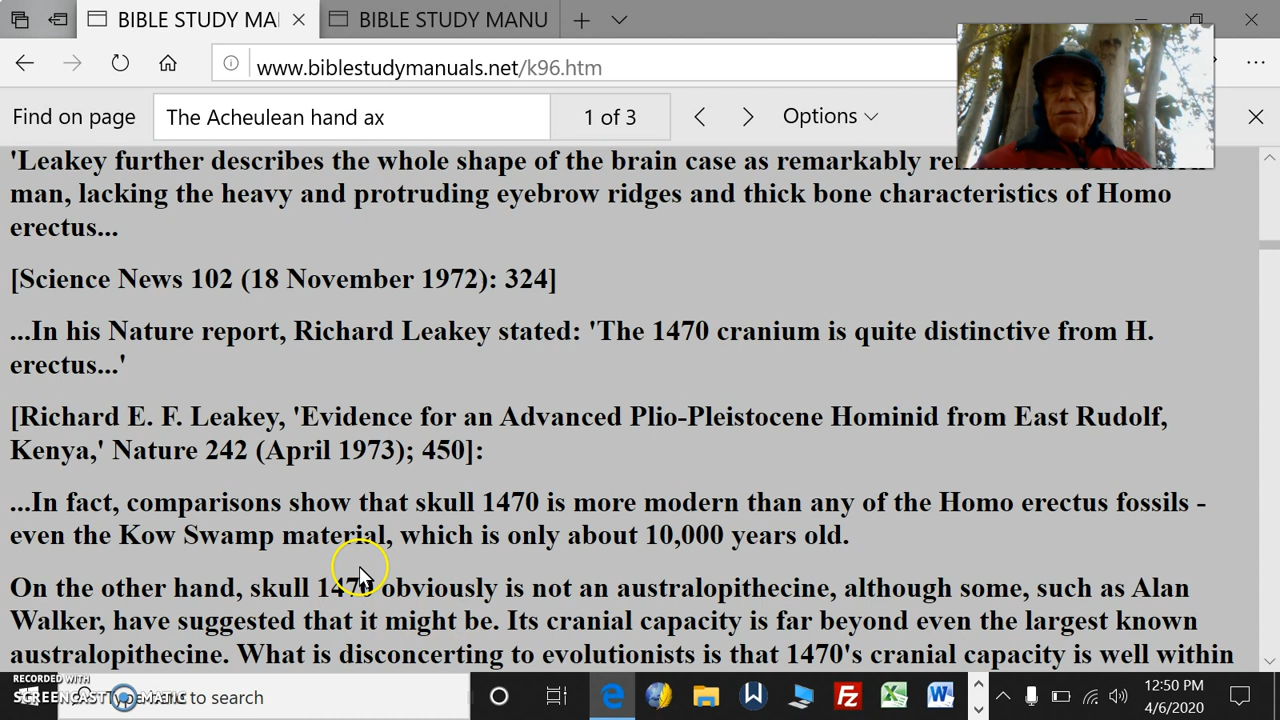 BIBLE STUDY MA
BIBLE STUDY MANU
www.biblestudymanuals.net/k96.htm
Find on page
The Acheulean hand ax
1 of 3
Options
'Leakey further describes the whole shape of the brain case as remarkably
man, lacking the heavy and protruding eyebrow ridges and thick bone characteristics of Homo
erectus...
[Science News 102 (18 November 1972): 324]
...In his Nature report, Richard Leakey stated: 'The 1470 cranium is quite distinctive from H.
erectus...'
[Richard E. F. Leakey, 'Evidence for an Advanced Plio-Pleistocene Hominid from East Rudolf,
Kenya,' Nature 242 (April 1973); 450]:
...In fact, comparisons show that skull 1470 is more modern than any of the Homo erectus fossils -
even the Kow Swamp material, which is only about 10,000 years old.
On the other hand, skull 1470 obviously is not an australopithecine, although some, such as Alan
Walker, have suggested that it might be. Its cranial capacity is far beyond even the largest known
australopithecine. What is disconcerting to evolutionists is that 1470's cranial capacity is well within
RECORDED WITH
SCREENCAST-O-MATIC
Type here to search
12:50 PM
4/6/2020